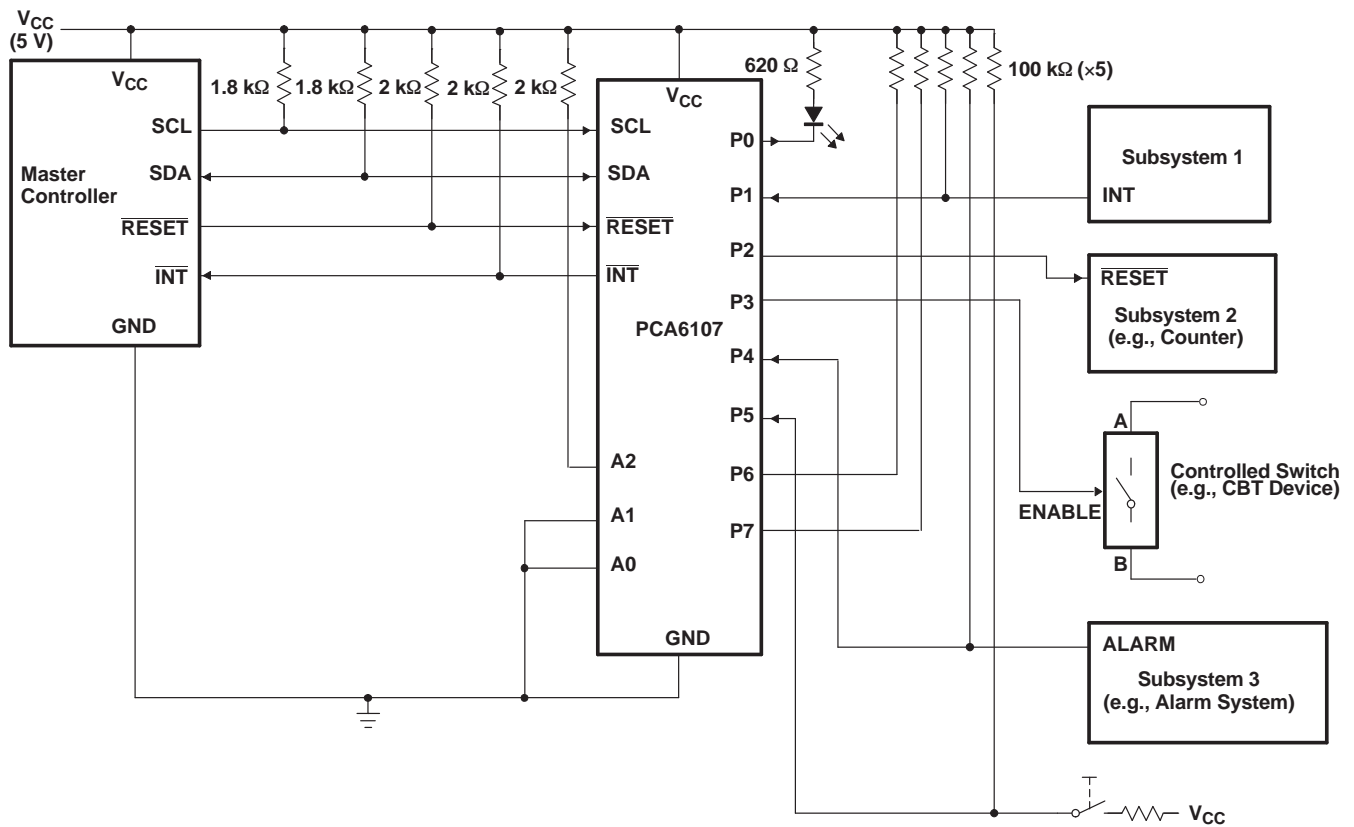 VCC
(5 V)
620 Ω
100 kΩ (×5)
1.8 kΩ
1.8 kΩ
2 kΩ
2 kΩ
2 kΩ
VCC
SCL
SDA
Master
Controller
RESET
INT
GND
VCC
SCL
SDA
RESET
INT
PCA6107
A2
A1
A0
GND
P0
P1
P2
P3
P4
P5
P6
P7
Subsystem 1
INT
RESET
Subsystem 2
(e.g., Counter)
A
Controlled Switch
(e.g., CBT Device)
ENABLE
B
ALARM
Subsystem 3
(e.g., Alarm System)
VCC